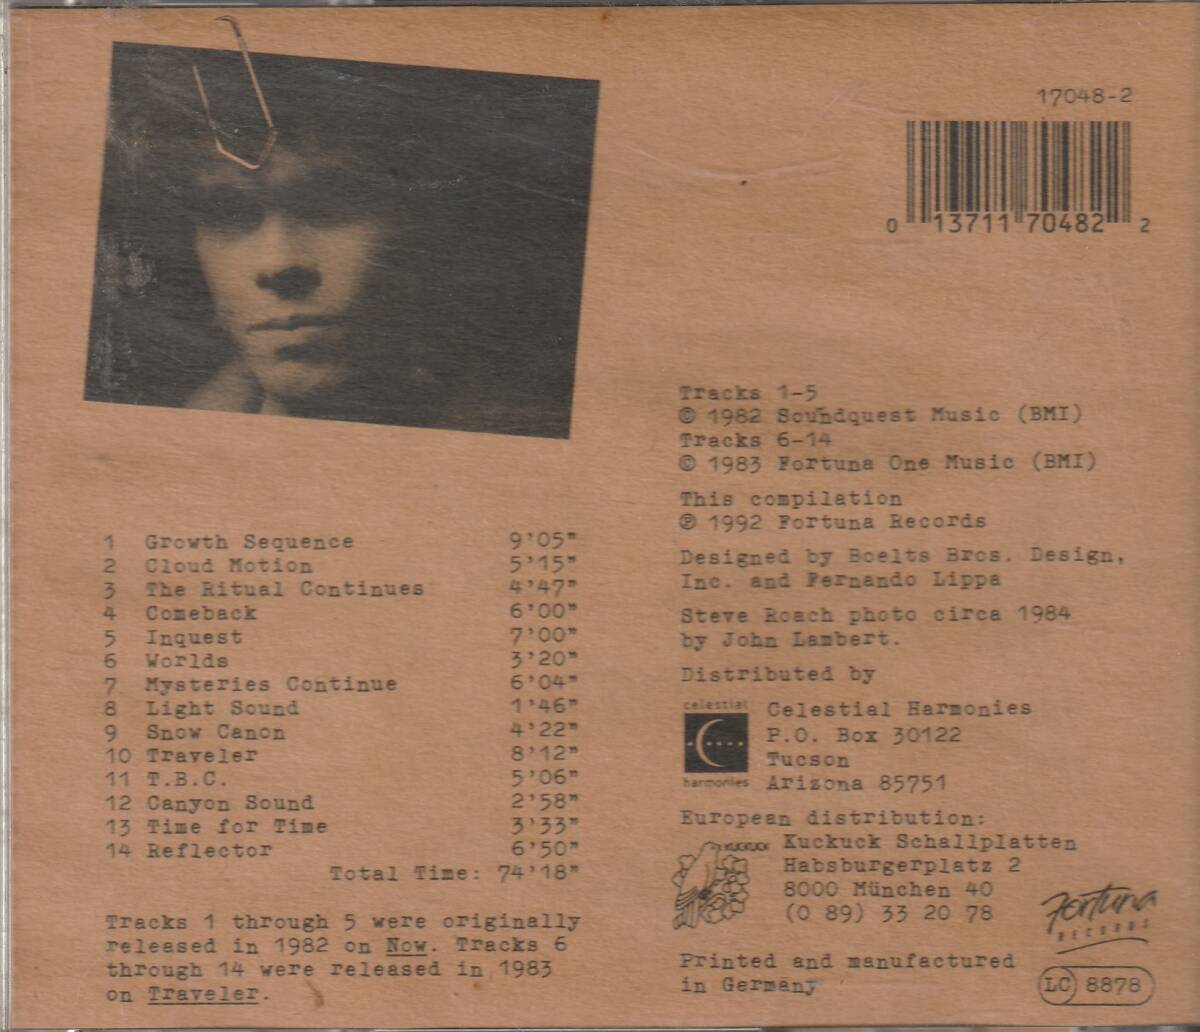 17048-2
0 13711 70482 2
Tracks 1-5
© 1982 Soundquest Music (BMI)
Tracks 6-14
© 1983 Fortuna One Music (BMI)
This compilation
℗ 1992 Fortuna Records
Designed by Boelts Bros. Design,
Inc. and Fernando Lippa
Steve Roach photo circa 1984
by John Lambert.
Distributed by
celestial
harmonies
Celestial Harmonies
P.O. Box 30122
Tucson
Arizona 85751
European distribution:
KUCKUCK
Kuckuck Schallplatten
Habsburgerplatz 2
8000 München 40
(0 89) 33 20 78
Printed and manufactured
in Germany
Fortuna
RECORDS
LC 8878
1 Growth Sequence 9'05"
2 Cloud Motion 5'15"
3 The Ritual Continues 4'47"
4 Comeback 6'00"
5 Inquest 7'00"
6 Worlds 3'20"
7 Mysteries Continue 6'04"
8 Light Sound 1'46"
9 Snow Canon 4'22"
10 Traveler 8'12"
11 T.B.C. 5'06"
12 Canyon Sound 2'58"
13 Time for Time 3'33"
14 Reflector 6'50"
Total Time: 74'18"
Tracks 1 through 5 were originally
released in 1982 on Now. Tracks 6
through 14 were released in 1983
on Traveler.